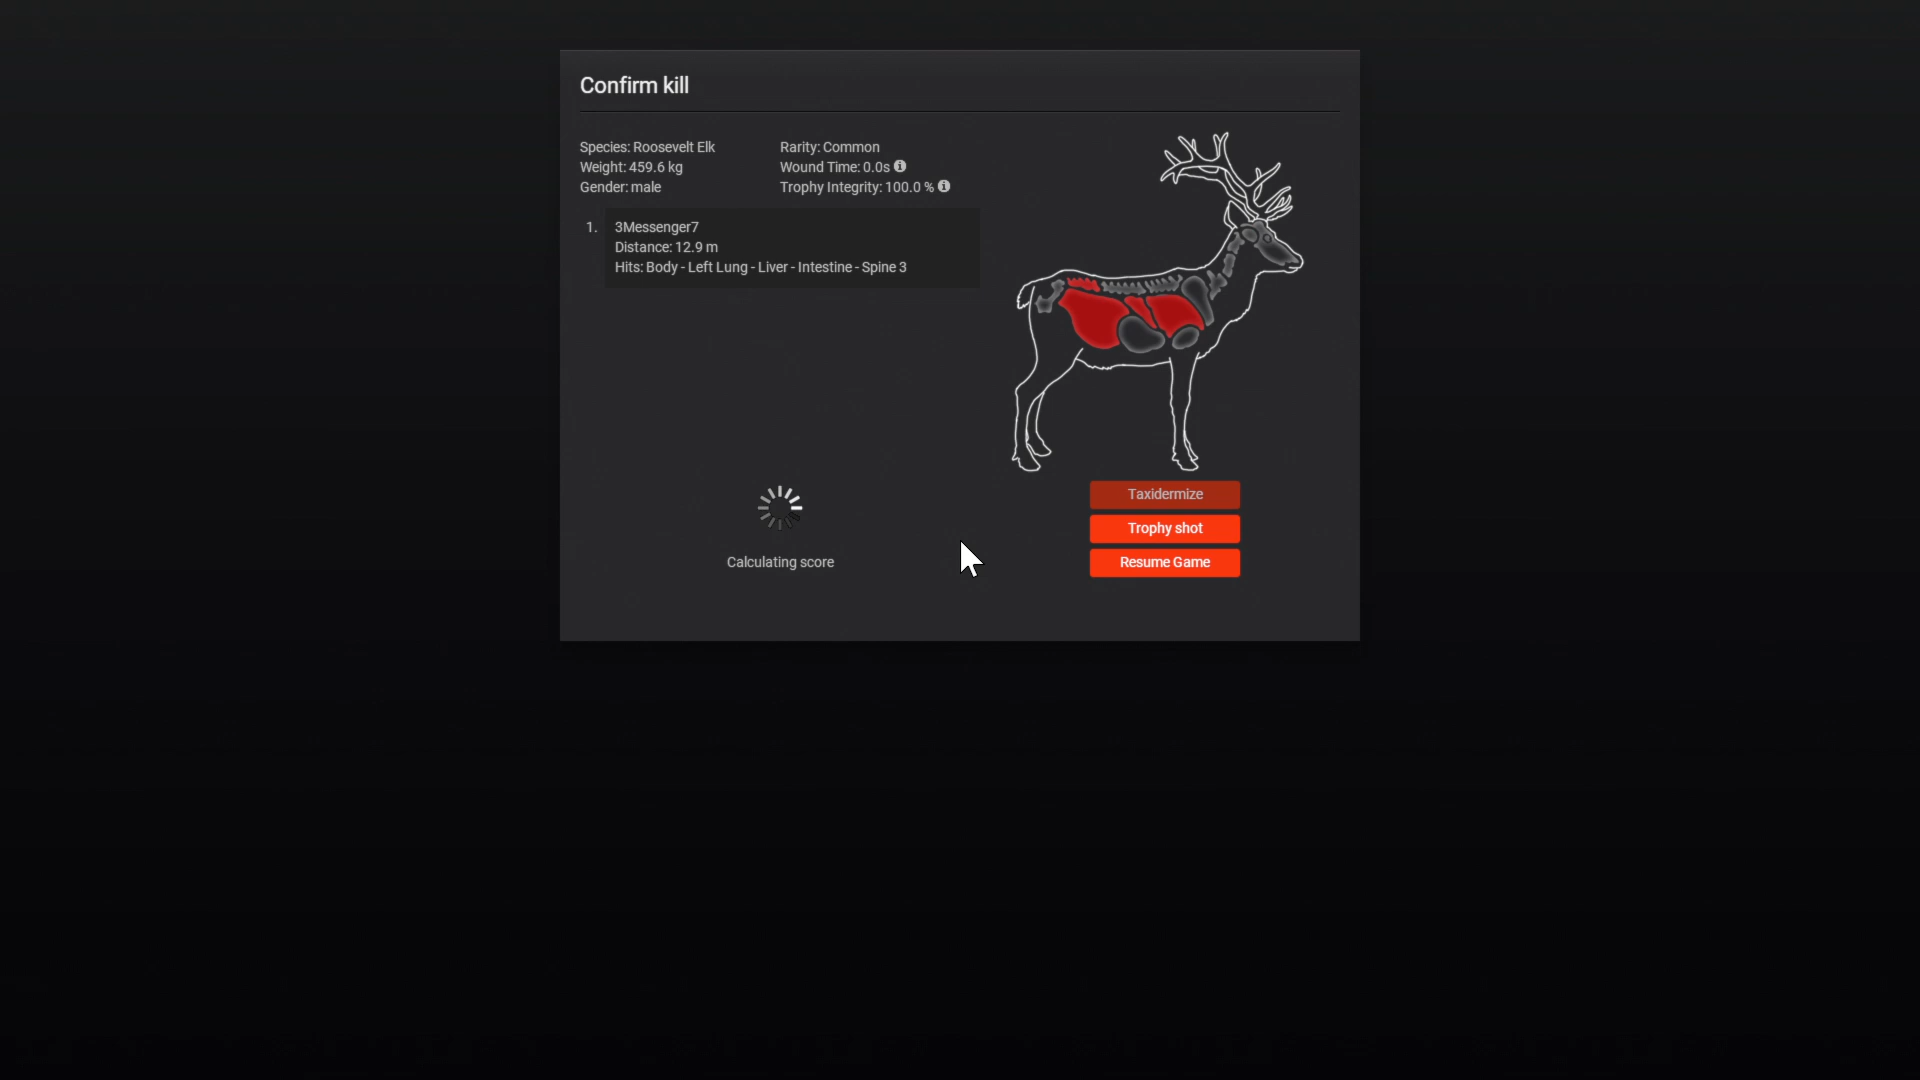 Confirm kill
Species: Roosevelt Elk
Weight: 459.6 kg
Gender: male
Rarity: Common
Wound Time: 0.0s
Trophy Integrity: 100.0 %
1.
3Messenger7
Distance: 12.9 m
Hits: Body - Left Lung - Liver - Intestine - Spine 3
Calculating score
Taxidermize
Trophy shot
Resume Game